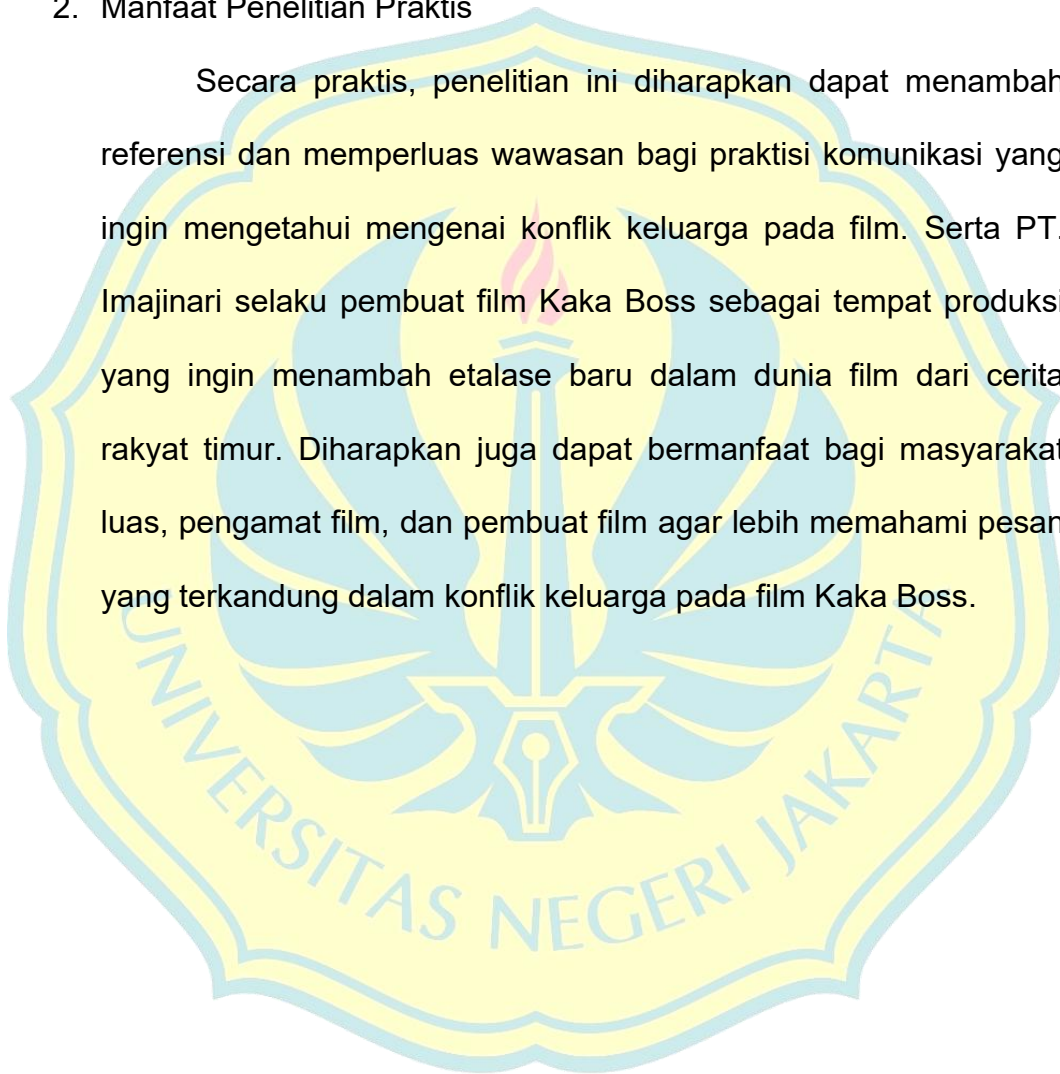 2. Manfaat Penelitian Praktis
Secara praktis, penelitian ini diharapkan dapat menambah
referensi dan memperluas wawasan bagi praktisi komunikasi yang
ingin mengetahui mengenai konflik keluarga pada film. Serta PT.
Imajinari selaku pembuat film Kaka Boss sebagai tempat produksi
yang ingin menambah etalase baru dalam dunia film dari cerita
rakyat timur. Diharapkan juga dapat bermanfaat bagi masyarakat
luas, pengamat film, dan pembuat film agar lebih memahami pesan
yang terkandung dalam konflik keluarga pada film Kaka Boss.
UNIVERSITAS NEGERI JAKARTA